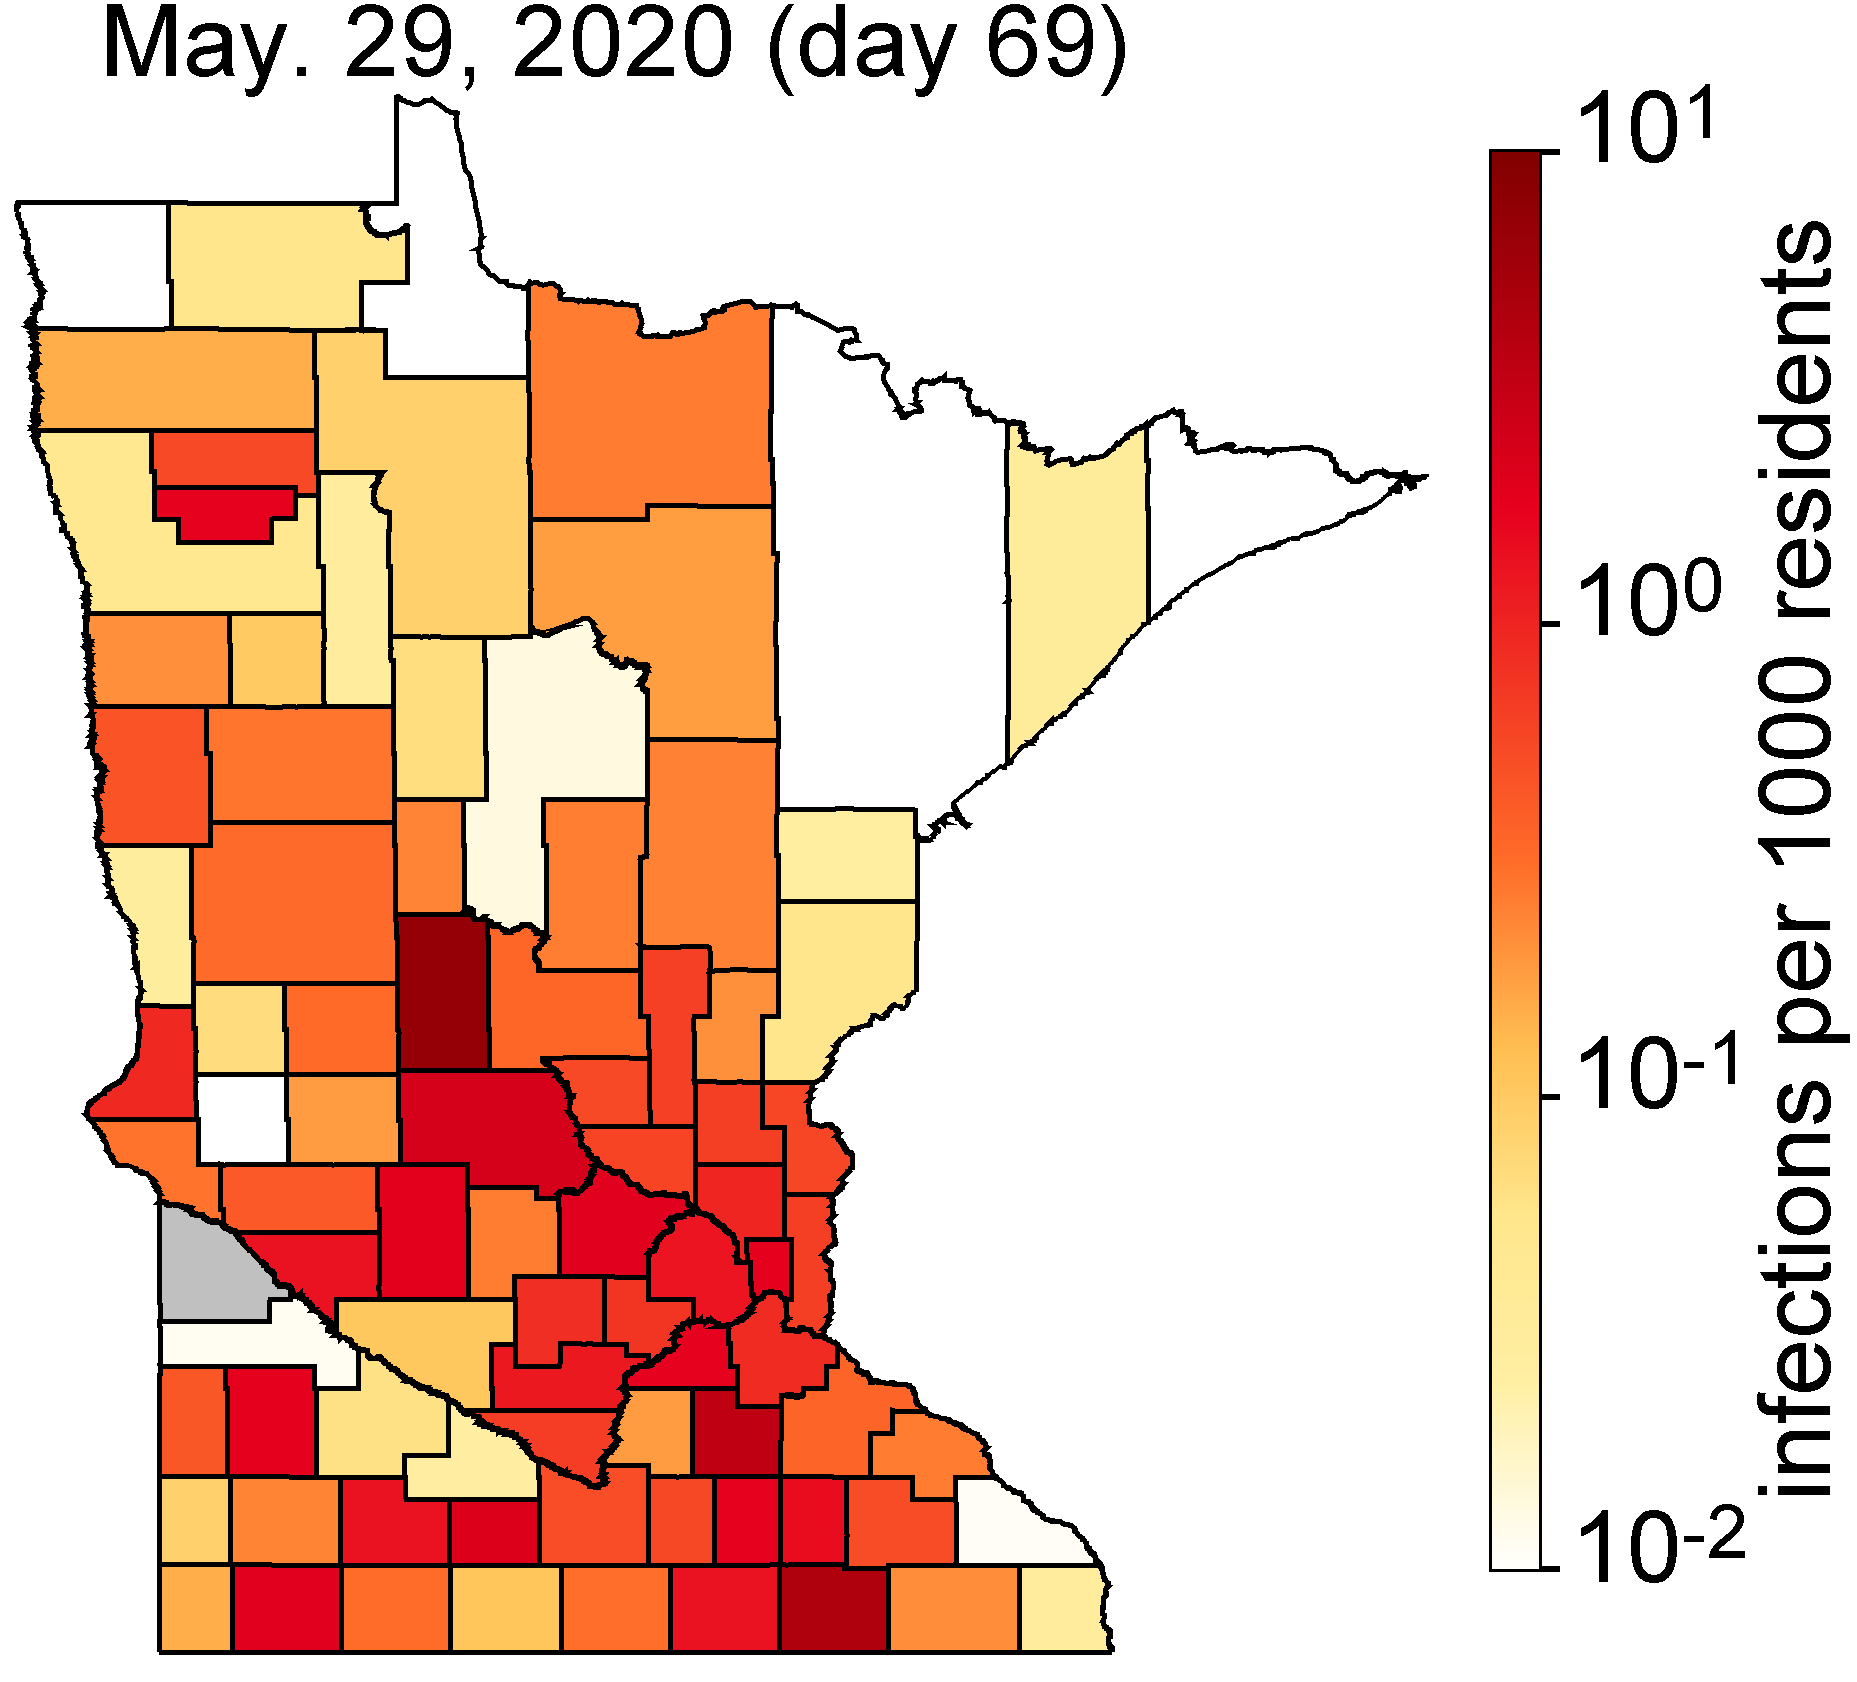 May. 29, 2020 (day 69)
10¹
10⁰
10⁻¹
10⁻²
infections per 1000 residents